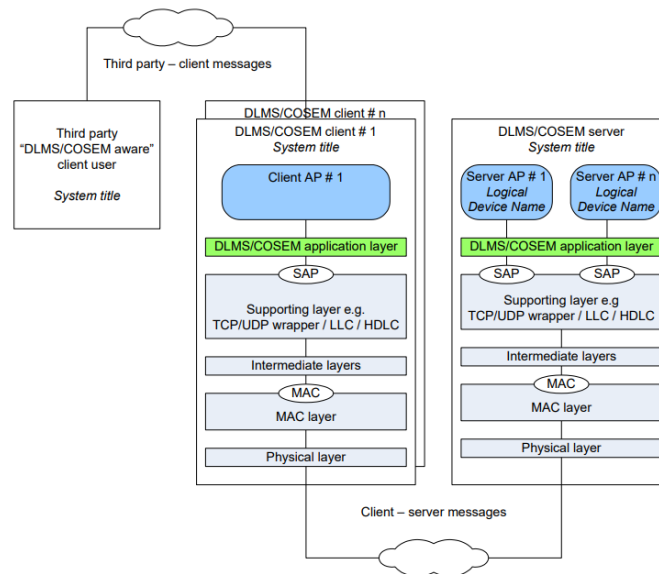 Third party – client messages
Third party
“DLMS/COSEM aware”
client user
System title
DLMS/COSEM client # n
DLMS/COSEM client # 1
System title
Client AP # 1
DLMS/COSEM application layer
SAP
Supporting layer e.g.
TCP/UDP wrapper / LLC / HDLC
Intermediate layers
MAC
MAC layer
Physical layer
DLMS/COSEM server
System title
Server AP # 1
Logical
Device Name
Server AP # n
Logical
Device Name
DLMS/COSEM application layer
SAP
SAP
Supporting layer e.g
TCP/UDP wrapper / LLC / HDLC
Intermediate layers
MAC
MAC layer
Physical layer
Client – server messages